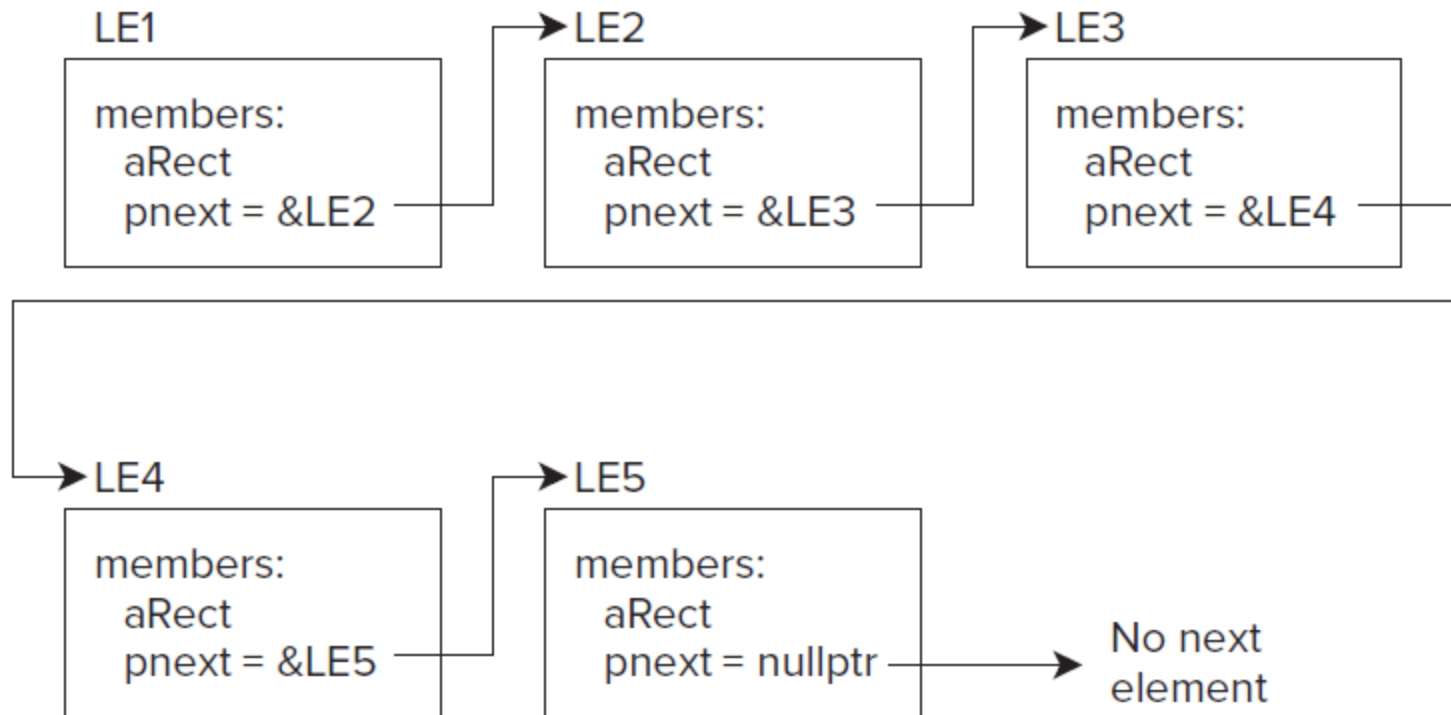 LE1
members:
aRect
pnext = &LE2
LE2
members:
aRect
pnext = &LE3
LE3
members:
aRect
pnext = &LE4
LE4
members:
aRect
pnext = &LE5
LE5
members:
aRect
pnext = nullptr
No next
element